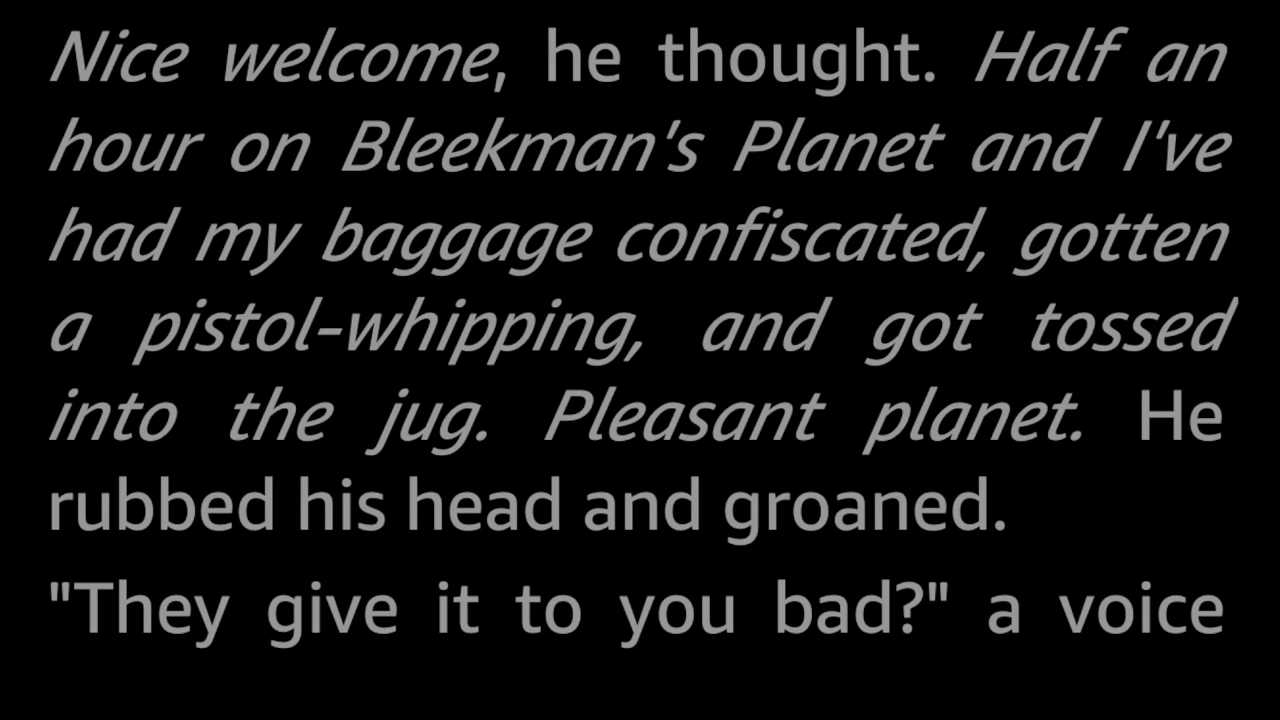 Nice welcome, he thought. Half an
hour on Bleekman's Planet and I've
had my baggage confiscated, gotten
a pistol-whipping, and got tossed
into the jug. Pleasant planet. He
rubbed his head and groaned.
"They give it to you bad?" a voice